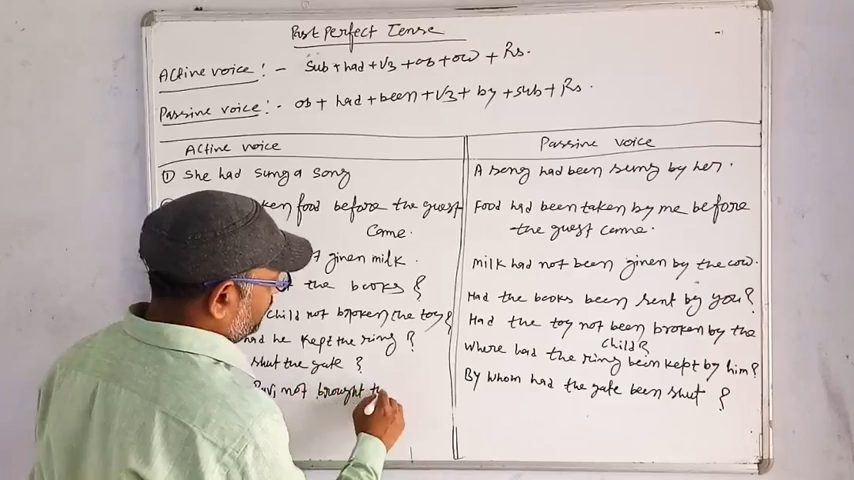 Past Perfect Tense
Active voice :- Sub + had + V3 + ob + ow + Rs.
Passive voice :- ob + had + been + V3 + by + sub + Rs.
Active voice
① She had sung a song
food before the guest
come.
given milk.
the books ?
child not broken the toy ?
had he kept the ring ?
shut the gate ?
Ravi not brought t
Passive voice
A song had been sung by her.
Food had been taken by me before
the guest came.
Milk had not been given by the cow.
Had the books been sent by you?
Had the toy not been broken by the
child?
Where had the ring been kept by him?
By whom had the gate been shut ?